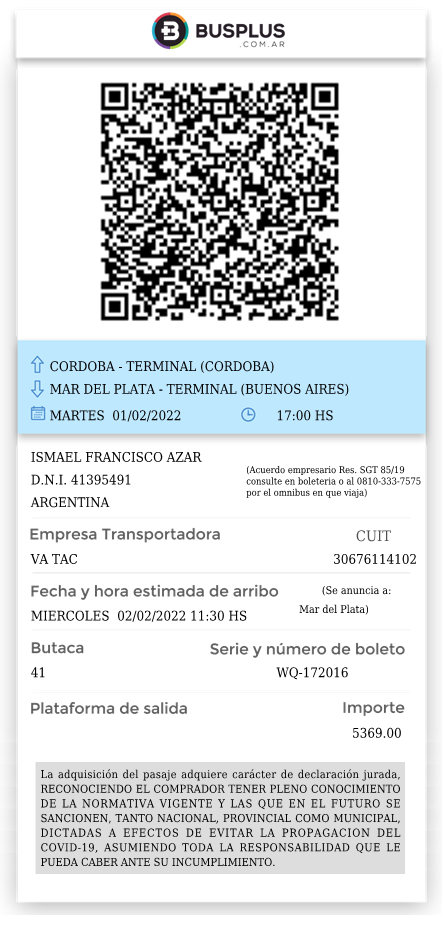 BUSPLUS
.COM.AR
CORDOBA - TERMINAL (CORDOBA)
MAR DEL PLATA - TERMINAL (BUENOS AIRES)
MARTES 01/02/2022 17:00 HS
ISMAEL FRANCISCO AZAR
D.N.I. 41395491
ARGENTINA
(Acuerdo empresario Res. SGT 85/19
consulte en boleteria o al 0810-333-7575
por el omnibus en que viaja)
Empresa Transportadora CUIT
VA TAC 30676114102
Fecha y hora estimada de arribo (Se anuncia a:
MIERCOLES 02/02/2022 11:30 HS Mar del Plata)
Butaca Serie y número de boleto
41 WQ-172016
Plataforma de salida Importe
5369.00
La adquisición del pasaje adquiere carácter de declaración jurada,
RECONOCIENDO EL COMPRADOR TENER PLENO CONOCIMIENTO
DE LA NORMATIVA VIGENTE Y LAS QUE EN EL FUTURO SE
SANCIONEN, TANTO NACIONAL, PROVINCIAL COMO MUNICIPAL,
DICTADAS A EFECTOS DE EVITAR LA PROPAGACION DEL
COVID-19, ASUMIENDO TODA LA RESPONSABILIDAD QUE LE
PUEDA CABER ANTE SU INCUMPLIMIENTO.